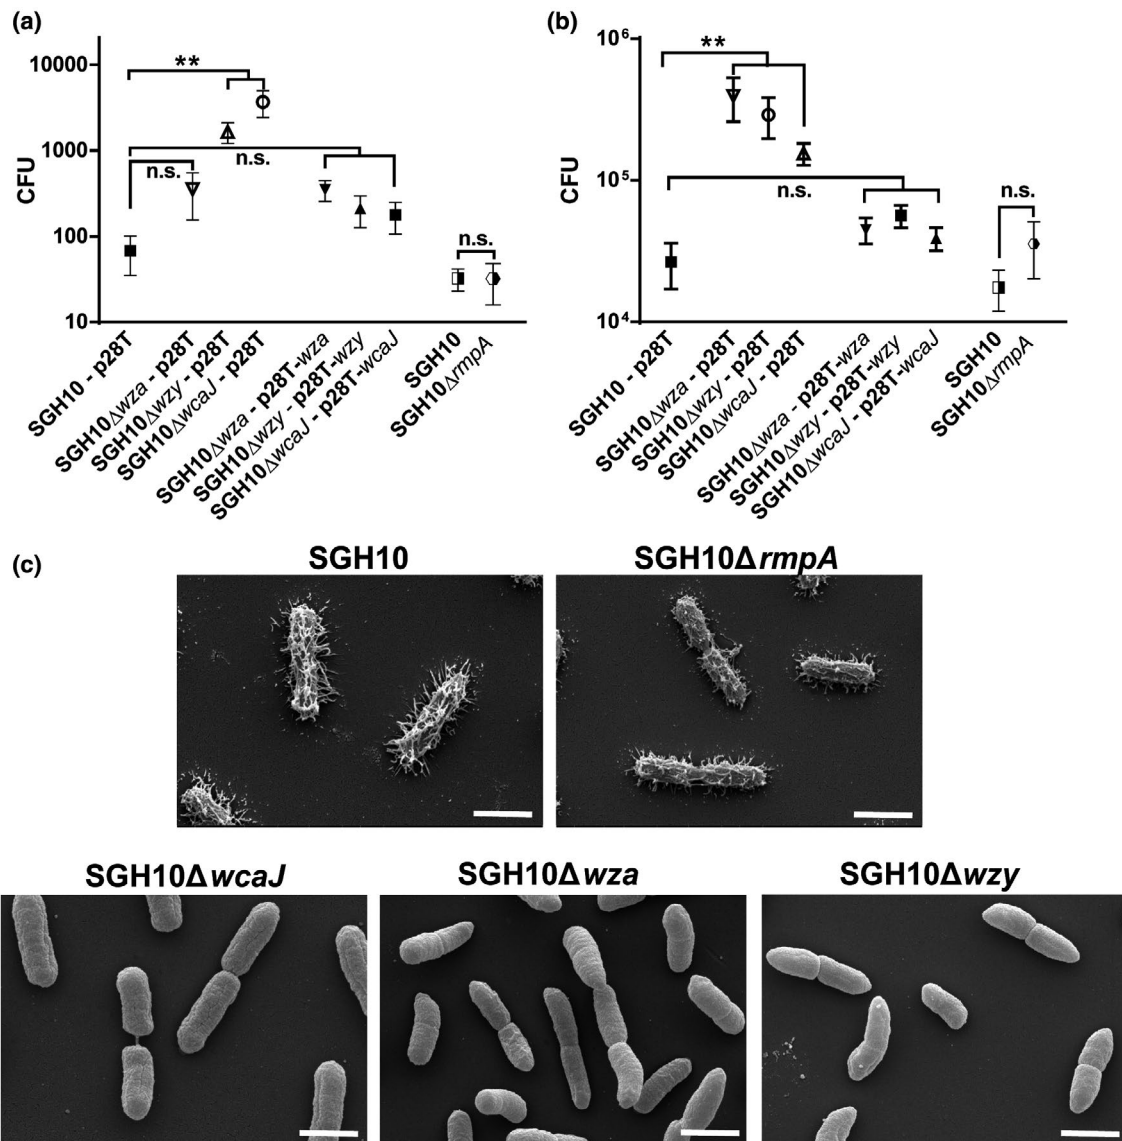 (a)
CFU
10000
1000
100
10
**
n.s.
n.s.
n.s.
SGH10 - p28T
SGH10Δwza - p28T
SGH10Δwzy - p28T
SGH10ΔwcaJ - p28T
SGH10Δwza - p28T-wza
SGH10Δwzy - p28T-wzy
SGH10ΔwcaJ - p28T-wcaJ
SGH10
SGH10ΔrmpA
(b)
CFU
10⁶
10⁵
10⁴
**
n.s.
n.s.
SGH10 - p28T
SGH10Δwza - p28T
SGH10Δwzy - p28T
SGH10ΔwcaJ - p28T
SGH10Δwza - p28T-wza
SGH10Δwzy - p28T-wzy
SGH10ΔwcaJ - p28T-wcaJ
SGH10
SGH10ΔrmpA
(c)
SGH10
SGH10ΔrmpA
SGH10ΔwcaJ
SGH10Δwza
SGH10Δwzy